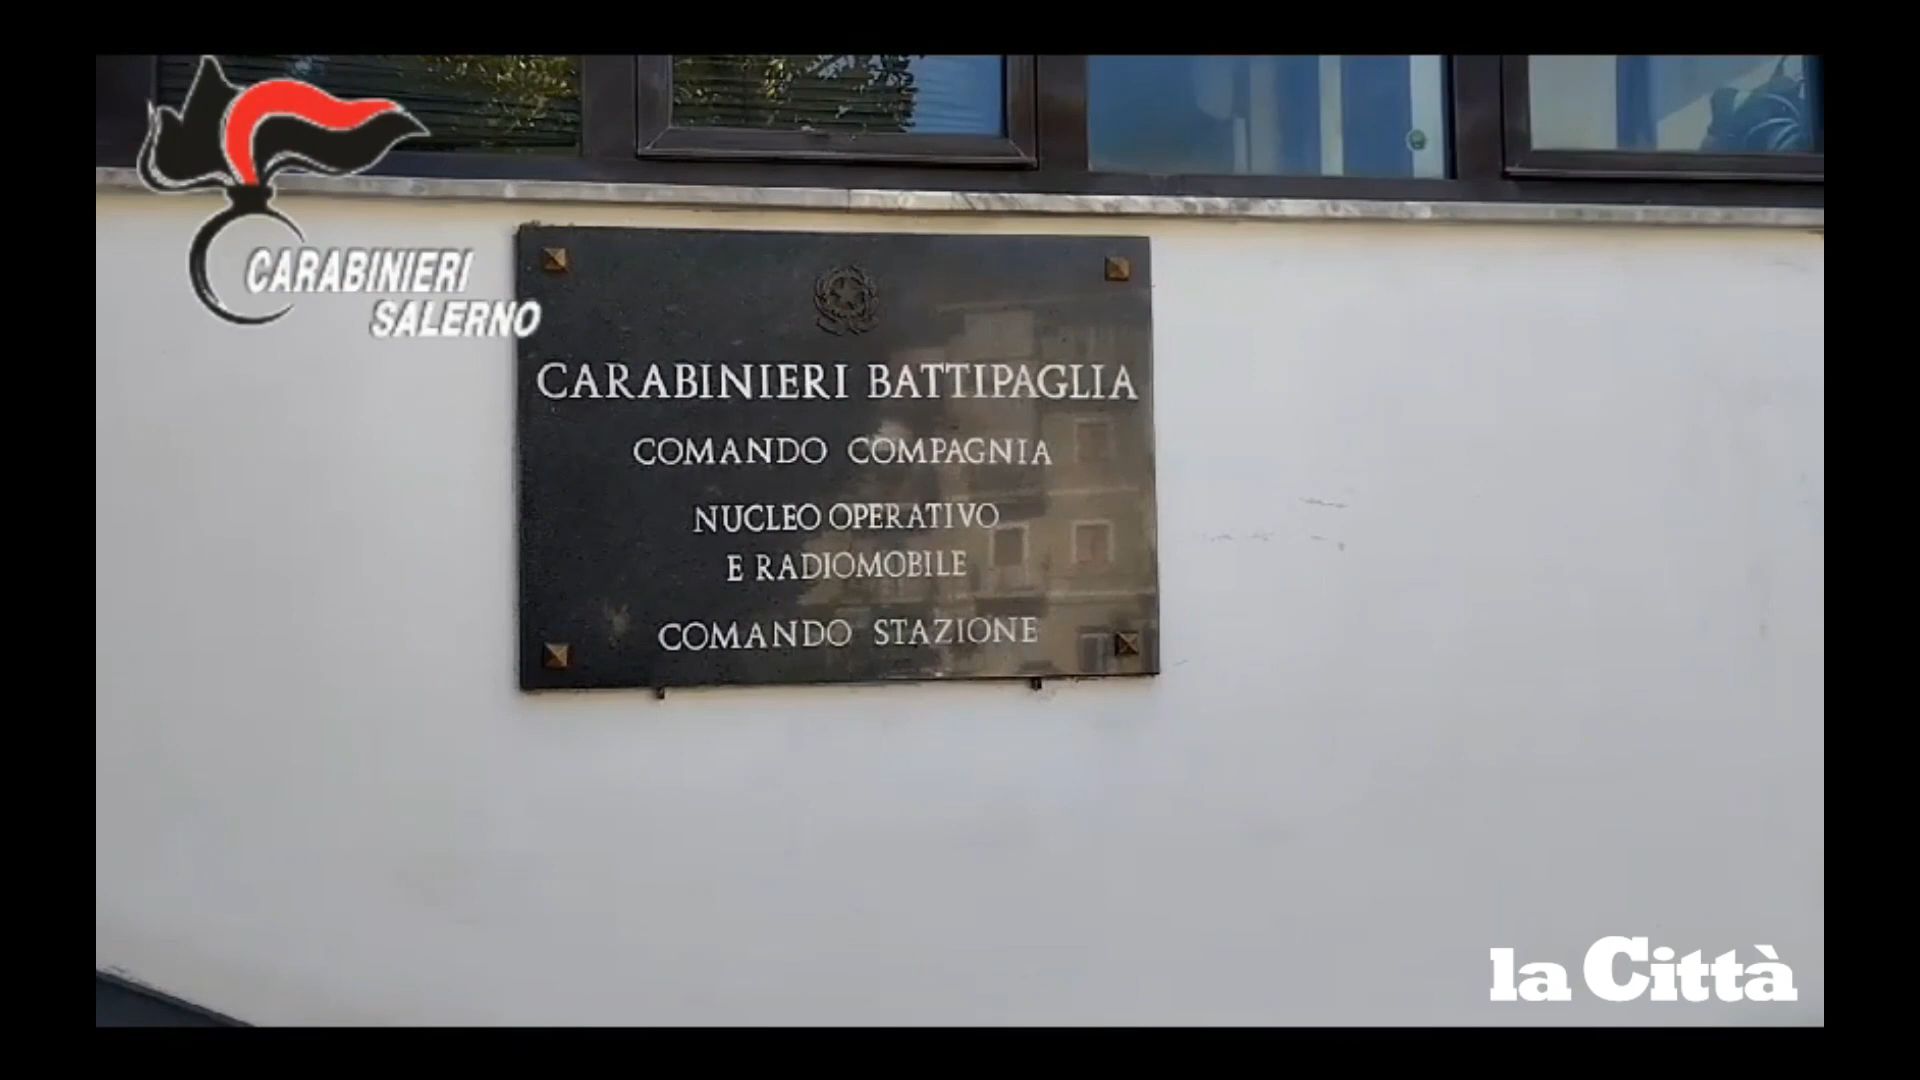 CARABINIERI
SALERNO
CARABINIERI BATTIPAGLIA
COMANDO COMPAGNIA
NUCLEO OPERATIVO
E RADIOMOBILE
COMANDO STAZIONE
la Città